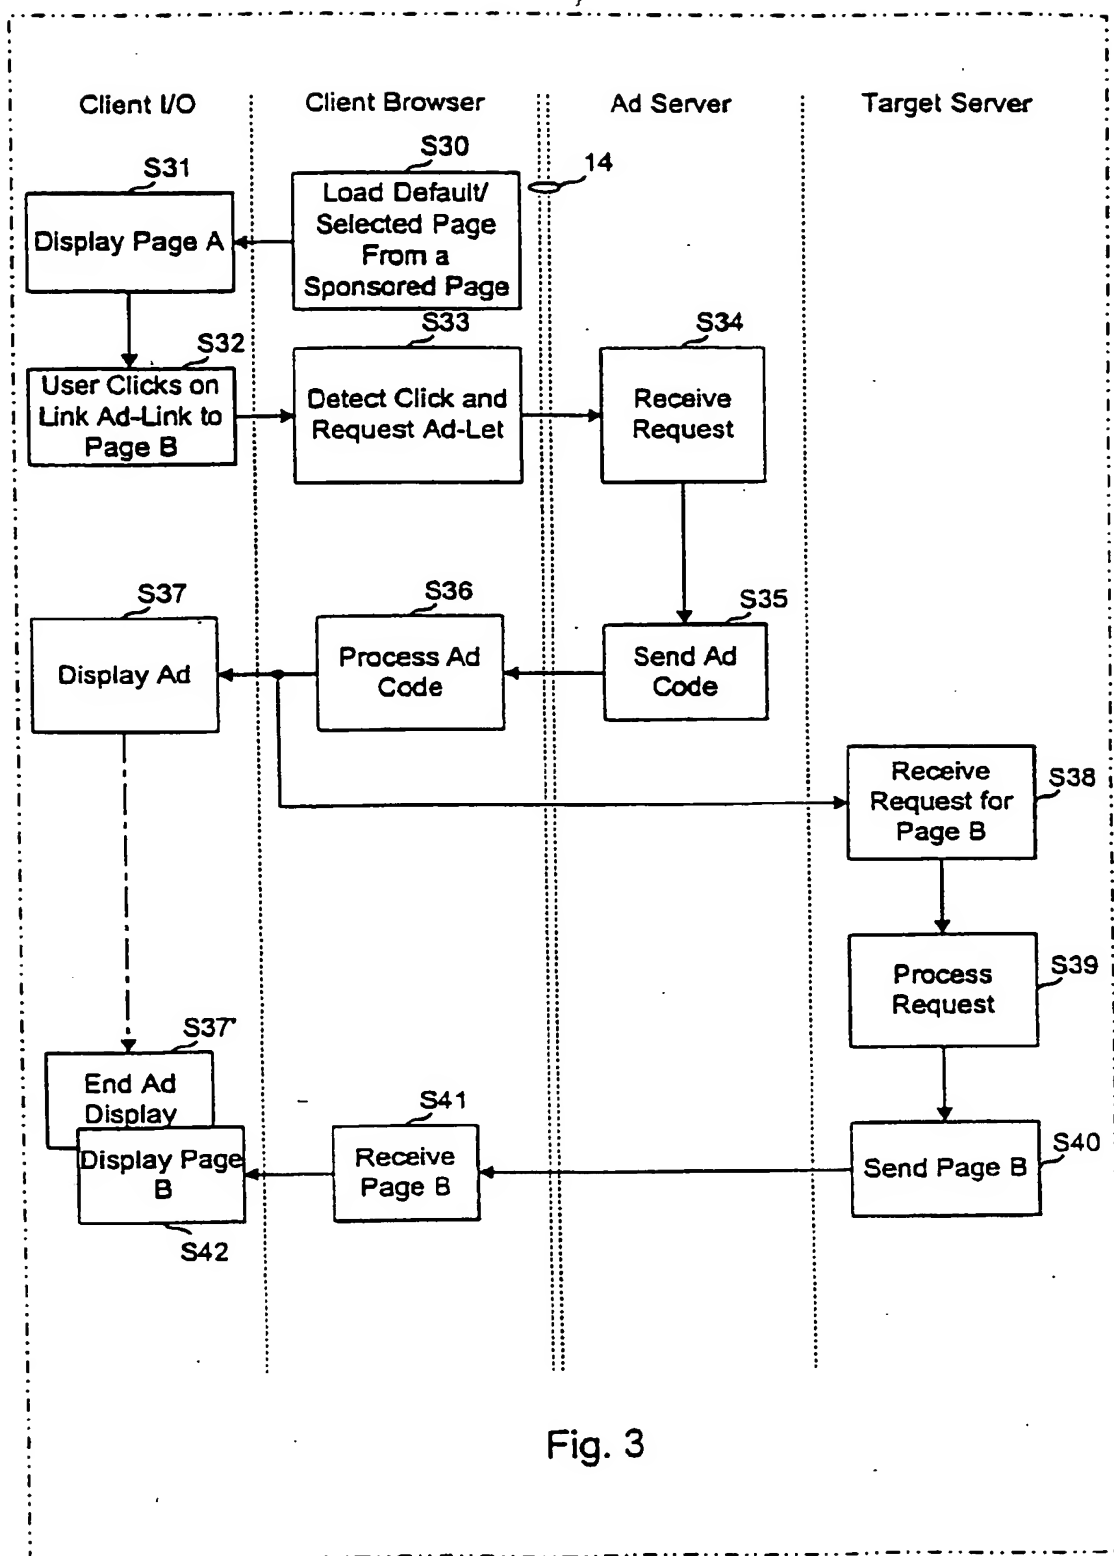 Client I/O
Client Browser
Ad Server
Target Server
S30
14
S31
Load Default/
Selected Page
From a
Sponsored Page
Display Page A
S32
S33
S34
User Clicks on
Link Ad-Link to
Page B
Detect Click and
Request Ad-Let
Receive
Request
S37
S36
S35
Display Ad
Process Ad
Code
Send Ad
Code
Receive
Request for
Page B
S38
Process
Request
S39
S37'
End Ad
Display
S41
Display Page
B
Receive
Page B
Send Page B
S40
S42
Fig. 3